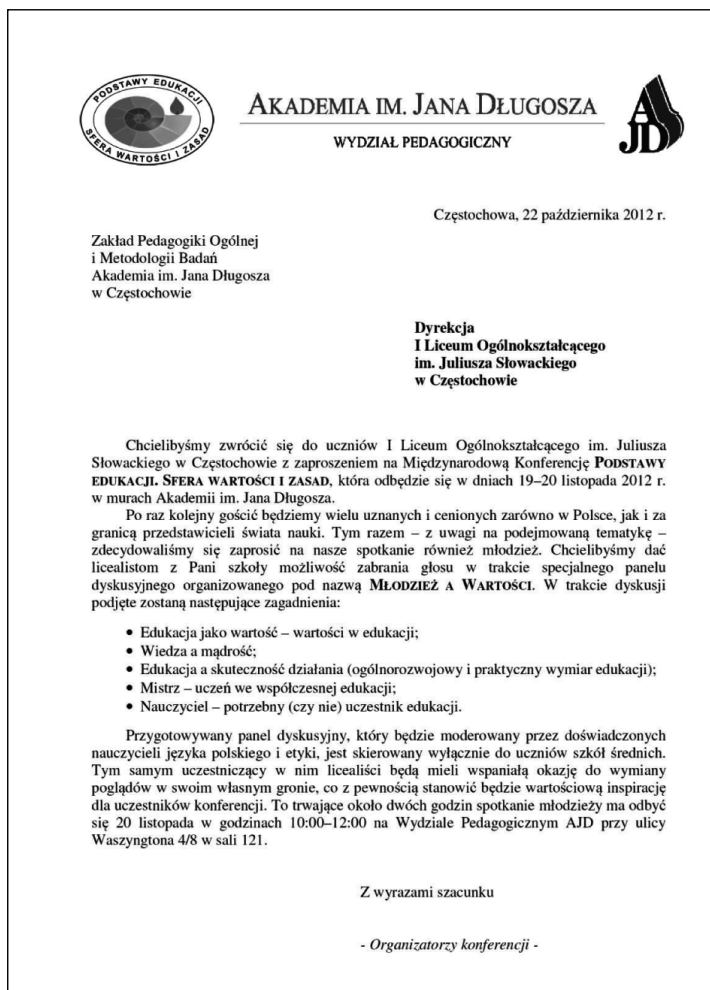 PODSTAWY EDUKACJI
SFERA WARTOŚCI I ZASAD
AKADEMIA IM. JANA DŁUGOSZA
WYDZIAŁ PEDAGOGICZNY
AJD
Częstochowa, 22 października 2012 r.
Zakład Pedagogiki Ogólnej
i Metodologii Badań
Akademia im. Jana Długosza
w Częstochowie
Dyrekcja
I Liceum Ogólnokształcącego
im. Juliusza Słowackiego
w Częstochowie
Chcielibyśmy zwrócić się do uczniów I Liceum Ogólnokształcącego im. Juliusza
Słowackiego w Częstochowie z zaproszeniem na Międzynarodową Konferencję PODSTAWY
EDUKACJI. SFERA WARTOŚCI I ZASAD, która odbędzie się w dniach 19–20 listopada 2012 r.
w murach Akademii im. Jana Długosza.
Po raz kolejny gościć będziemy wielu uznanych i cenionych zarówno w Polsce, jak i za
granicą przedstawicieli świata nauki. Tym razem – z uwagi na podejmowaną tematykę –
zdecydowaliśmy się zaprosić na nasze spotkanie również młodzież. Chcielibyśmy dać
licealistom z Pani szkoły możliwość zabrania głosu w trakcie specjalnego panelu
dyskusyjnego organizowanego pod nazwą MŁODZIEŻ A WARTOŚCI. W trakcie dyskusji
podjęte zostaną następujące zagadnienia:
• Edukacja jako wartość – wartości w edukacji;
• Wiedza a mądrość;
• Edukacja a skuteczność działania (ogólnorozwojowy i praktyczny wymiar edukacji);
• Mistrz – uczeń we współczesnej edukacji;
• Nauczyciel – potrzebny (czy nie) uczestnik edukacji.
Przygotowywany panel dyskusyjny, który będzie moderowany przez doświadczonych
nauczycieli języka polskiego i etyki, jest skierowany wyłącznie do uczniów szkół średnich.
Tym samym uczestniczący w nim licealiści będą mieli wspaniałą okazję do wymiany
poglądów w swoim własnym gronie, co z pewnością stanowić będzie wartościową inspirację
dla uczestników konferencji. To trwające około dwóch godzin spotkanie młodzieży ma odbyć
się 20 listopada w godzinach 10:00–12:00 na Wydziale Pedagogicznym AJD przy ulicy
Waszyngtona 4/8 w sali 121.
Z wyrazami szacunku
- Organizatorzy konferencji -